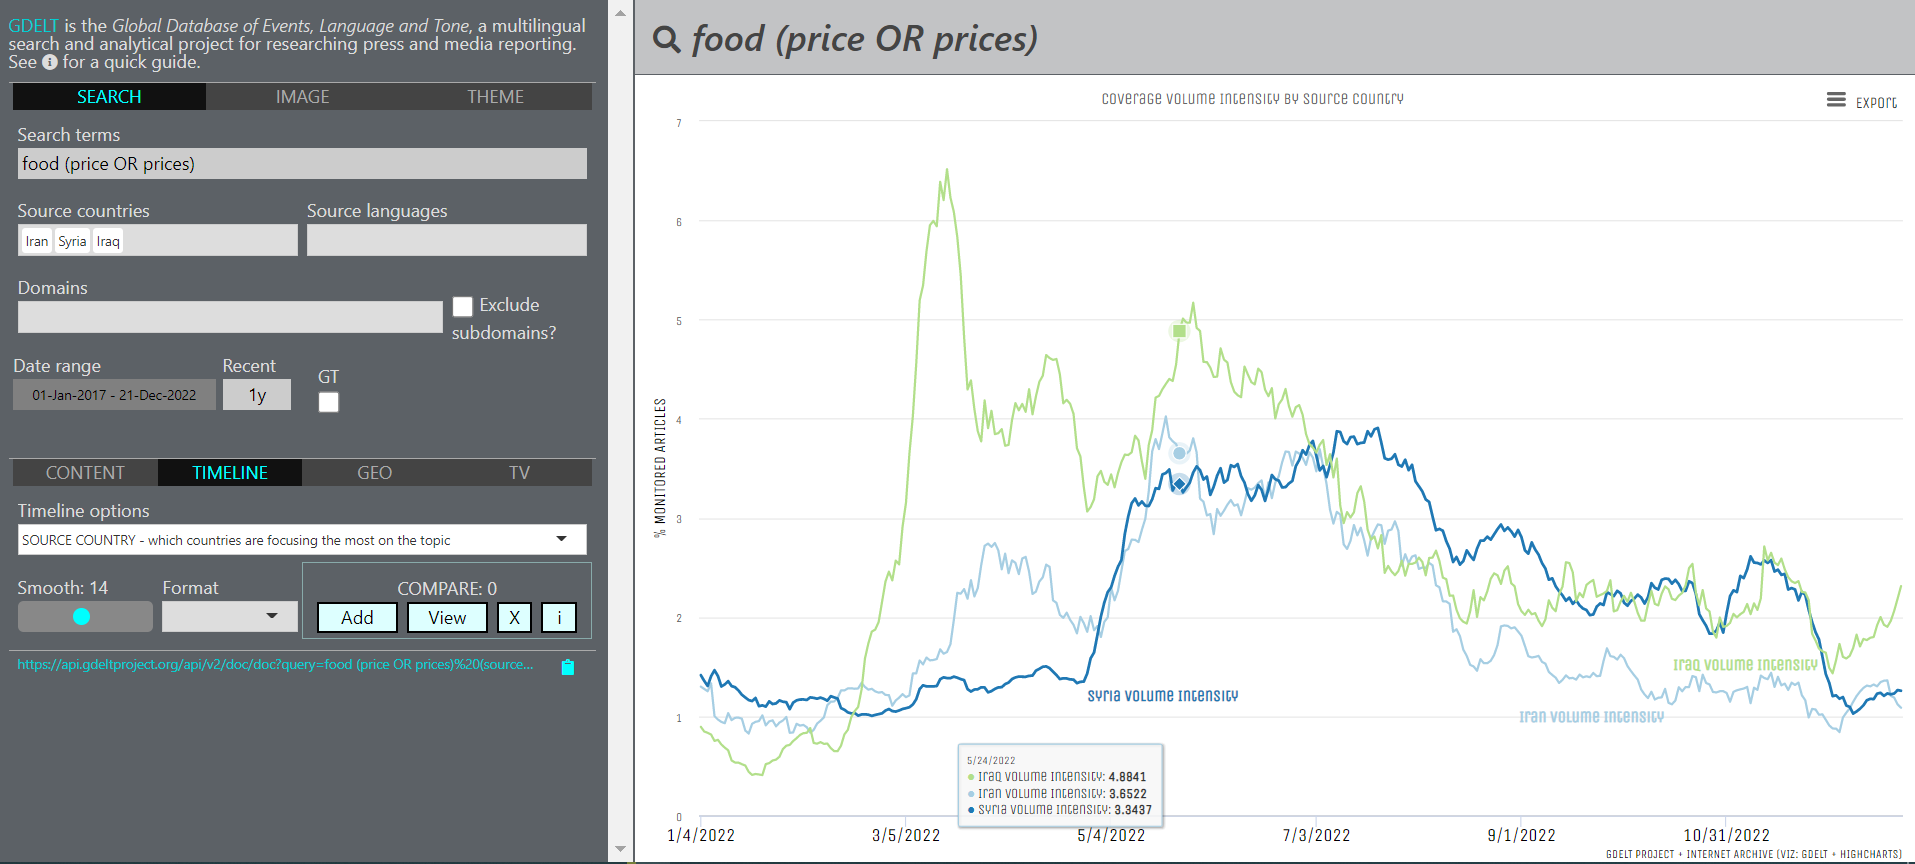 GDELT is the Global Database of Events, Language and Tone, a multilingual
search and analytical project for researching press and media reporting.
See i for a quick guide.
SEARCH IMAGE THEME
Search terms
food (price OR prices)
Source countries Source languages
Iran Syria Iraq
Domains
Exclude
subdomains?
Date range Recent GT
01-Jan-2017 - 21-Dec-2022 1y
CONTENT TIMELINE GEO TV
Timeline options
SOURCE COUNTRY - which countries are focusing the most on the topic
Smooth: 14 Format COMPARE: 0
Add View X i
https://api.gdeltproject.org/api/v2/doc/doc?query=food (price OR prices)%20(source...
food (price OR prices)
Coverage Volume Intensity by Source Country
Export
% MONITORED ARTICLES
7
6
5
4
3
2
1
0
Iraq Volume Intensity
Syria Volume Intensity
Iran Volume Intensity
5/24/2022
Iraq Volume Intensity: 4.8841
Iran Volume Intensity: 3.6522
Syria Volume Intensity: 3.3437
1/4/2022 3/5/2022 5/4/2022 7/3/2022 9/1/2022 10/31/2022
GDELT PROJECT + INTERNET ARCHIVE (VIZ: GDELT + HIGHCHARTS)